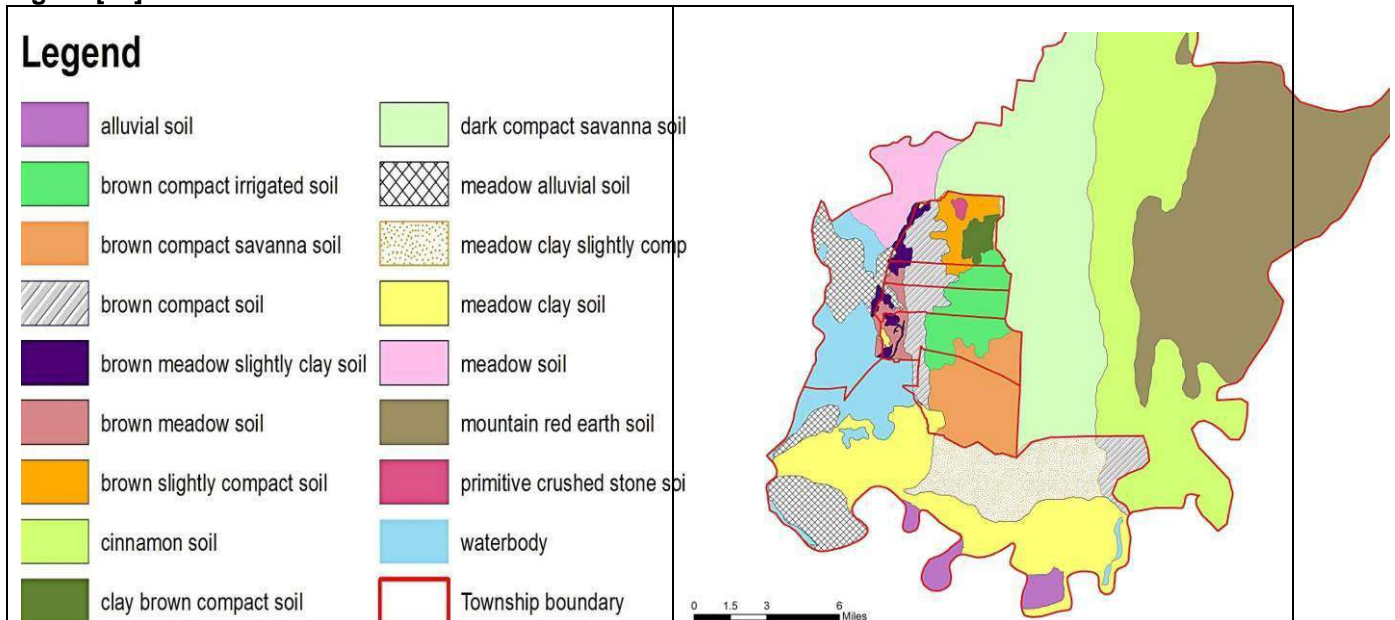 Legend
alluvial soil
brown compact irrigated soil
brown compact savanna soil
brown compact soil
brown meadow slightly clay soil
brown meadow soil
brown slightly compact soil
cinnamon soil
clay brown compact soil
dark compact savanna soil
meadow alluvial soil
meadow clay slightly comp
meadow clay soil
meadow soil
mountain red earth soil
primitive crushed stone soi
waterbody
Township boundary
0 1.5 3 6
Miles